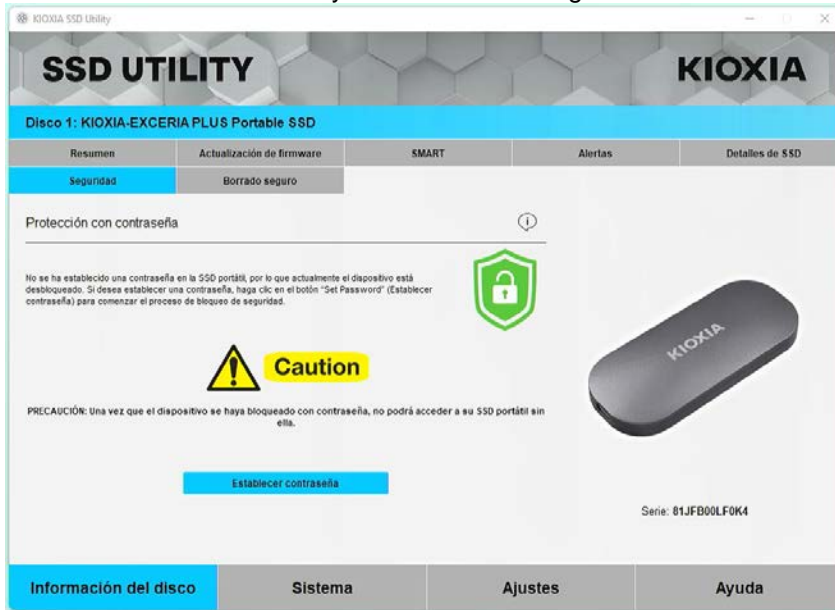 KIOXIA SSD Utility
SSD UTILITY
KIOXIA
Disco 1: KIOXIA-EXCERIA PLUS Portable SSD
Resumen
Actualización de firmware
SMART
Alertas
Detalles de SSD
Seguridad
Borrado seguro
Protección con contraseña
No se ha establecido una contraseña en la SSD portátil, por lo que actualmente el dispositivo está
desbloqueado. Si desea establecer una contraseña, haga clic en el botón "Set Password" (Establecer
contraseña) para comenzar el proceso de bloqueo de seguridad.
Caution
PRECAUCIÓN: Una vez que el dispositivo se haya bloqueado con contraseña, no podrá acceder a su SSD portátil sin
ella.
Establecer contraseña
KIOXIA
Serie: 81JFB00LF0K4
Información del disco
Sistema
Ajustes
Ayuda